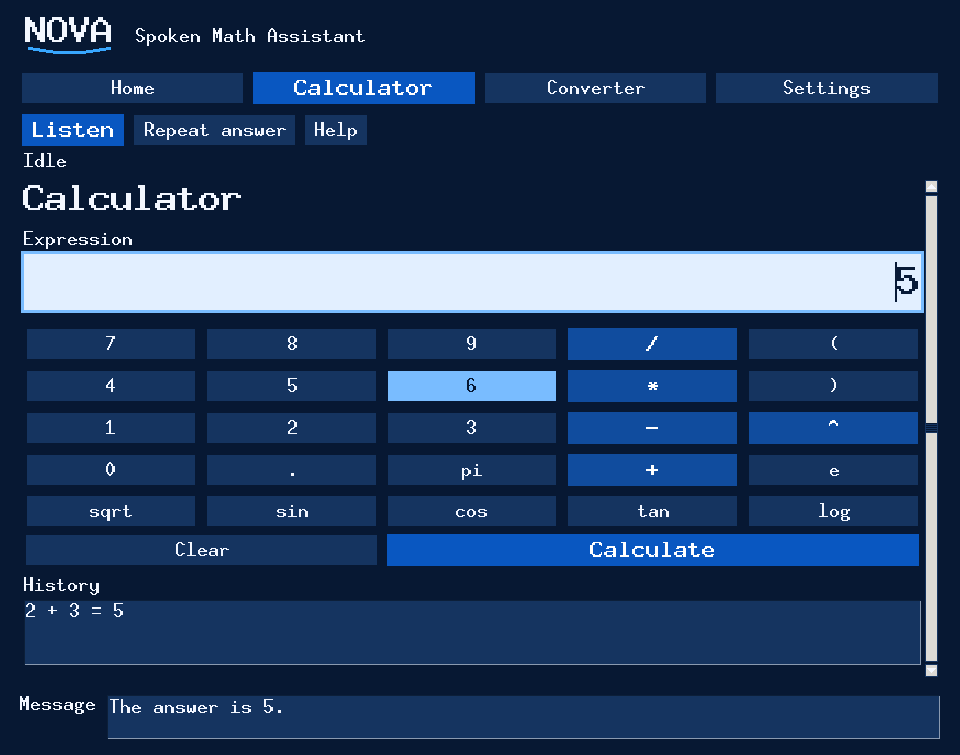 NOVA Spoken Math Assistant
Home Calculator Converter Settings
Listen Repeat answer Help
Idle
Calculator
Expression
5
7 8 9 / (
4 5 6 * )
1 2 3 - ^
0 . pi + e
sqrt sin cos tan log
Clear Calculate
History
2 + 3 = 5
Message The answer is 5.